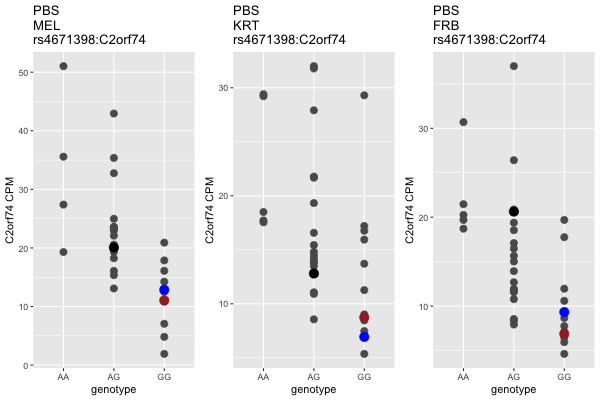 PBS
MEL
rs4671398:C2orf74
C2orf74 CPM
50
40
30
20
10
0
AA AG GG
genotype
PBS
KRT
rs4671398:C2orf74
C2orf74 CPM
30
20
10
AA AG GG
genotype
PBS
FRB
rs4671398:C2orf74
C2orf74 CPM
30
20
10
AA AG GG
genotype